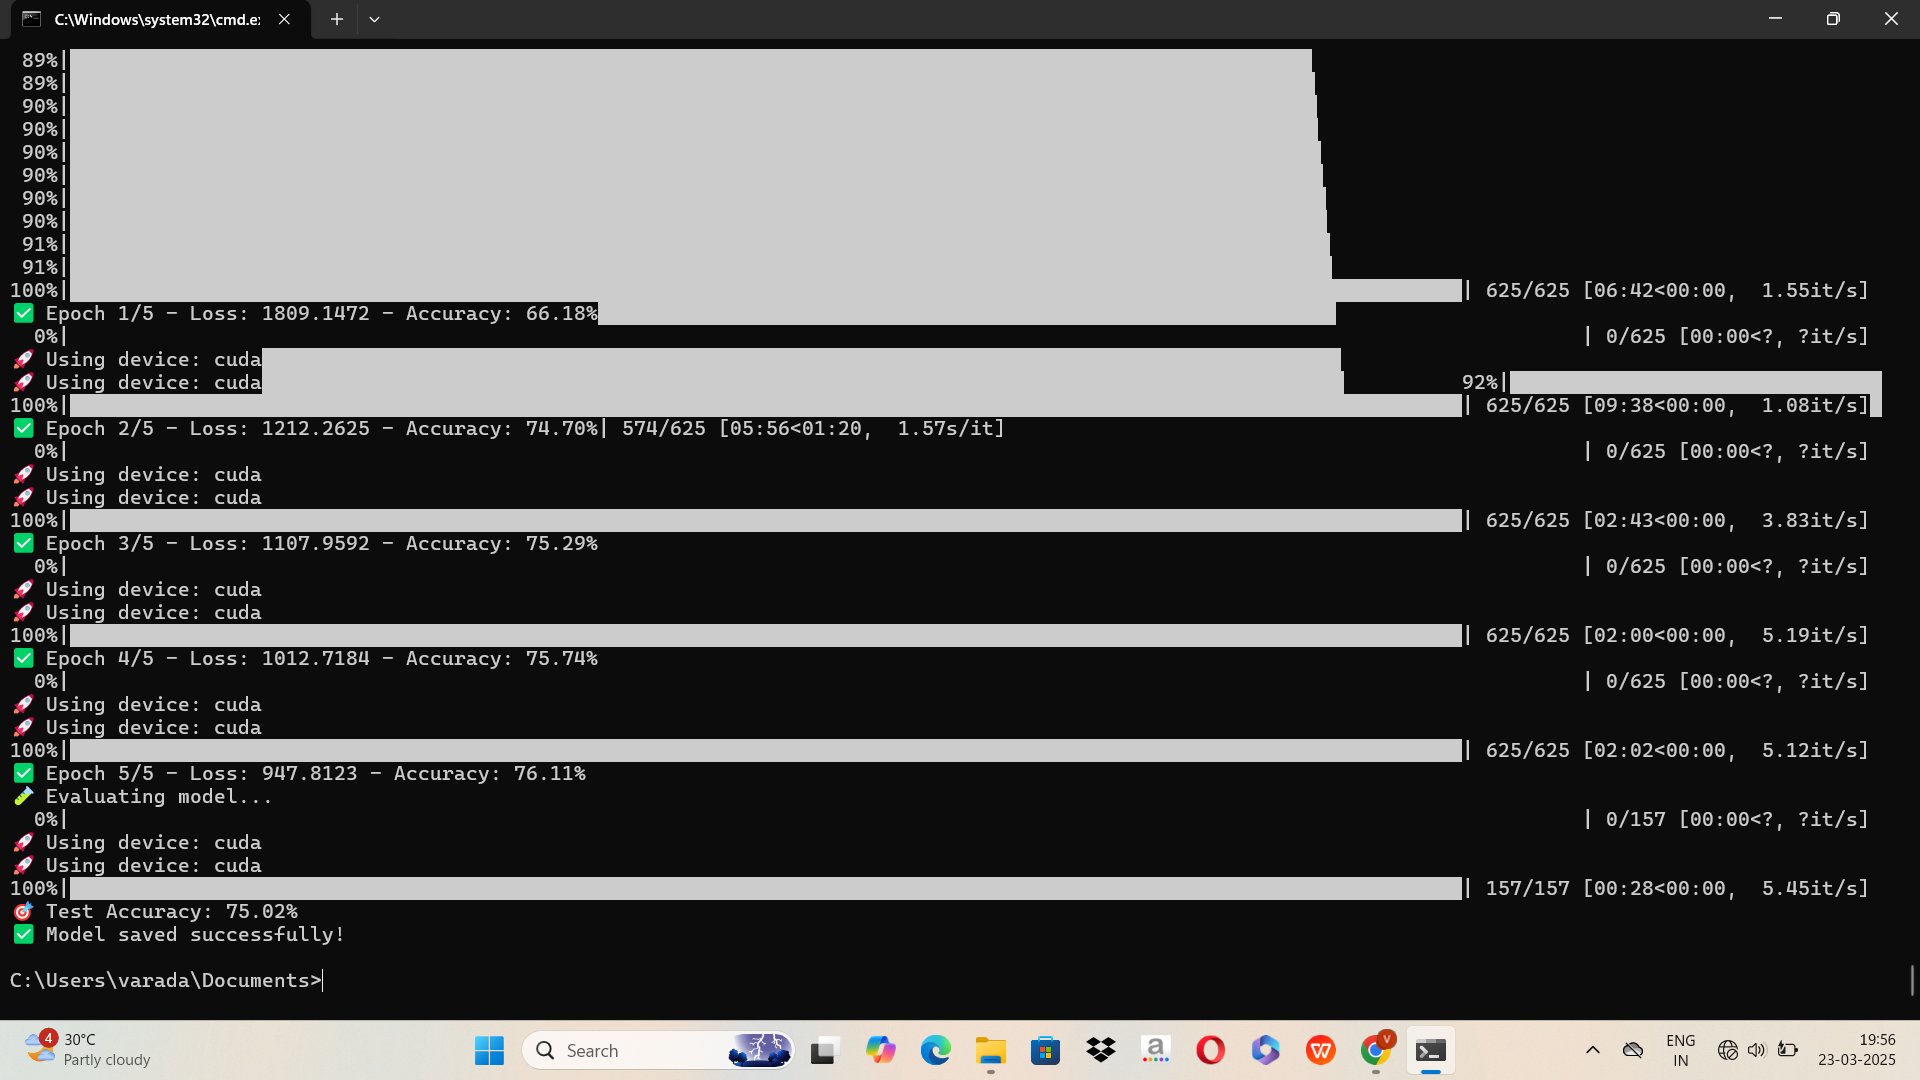 C:\Windows\system32\cmd.e:
89%|
89%|
90%|
90%|
90%|
90%|
90%|
90%|
91%|
91%|
100%| | 625/625 [06:42<00:00, 1.55it/s]
✅ Epoch 1/5 - Loss: 1809.1472 - Accuracy: 66.18%
0%| | 0/625 [00:00<?, ?it/s]
🚀 Using device: cuda
🚀 Using device: cuda 92%|
100%| | 625/625 [09:38<00:00, 1.08it/s]
✅ Epoch 2/5 - Loss: 1212.2625 - Accuracy: 74.70%| 574/625 [05:56<01:20, 1.57s/it]
0%| | 0/625 [00:00<?, ?it/s]
🚀 Using device: cuda
🚀 Using device: cuda
100%| | 625/625 [02:43<00:00, 3.83it/s]
✅ Epoch 3/5 - Loss: 1107.9592 - Accuracy: 75.29%
0%| | 0/625 [00:00<?, ?it/s]
🚀 Using device: cuda
🚀 Using device: cuda
100%| | 625/625 [02:00<00:00, 5.19it/s]
✅ Epoch 4/5 - Loss: 1012.7184 - Accuracy: 75.74%
0%| | 0/625 [00:00<?, ?it/s]
🚀 Using device: cuda
🚀 Using device: cuda
100%| | 625/625 [02:02<00:00, 5.12it/s]
✅ Epoch 5/5 - Loss: 947.8123 - Accuracy: 76.11%
🧪 Evaluating model...
0%| | 0/157 [00:00<?, ?it/s]
🚀 Using device: cuda
🚀 Using device: cuda
100%| | 157/157 [00:28<00:00, 5.45it/s]
🎯 Test Accuracy: 75.02%
✅ Model saved successfully!
C:\Users\varada\Documents>
4
30°C
Partly cloudy
Search
a
W
V
ENG
IN
19:56
23-03-2025